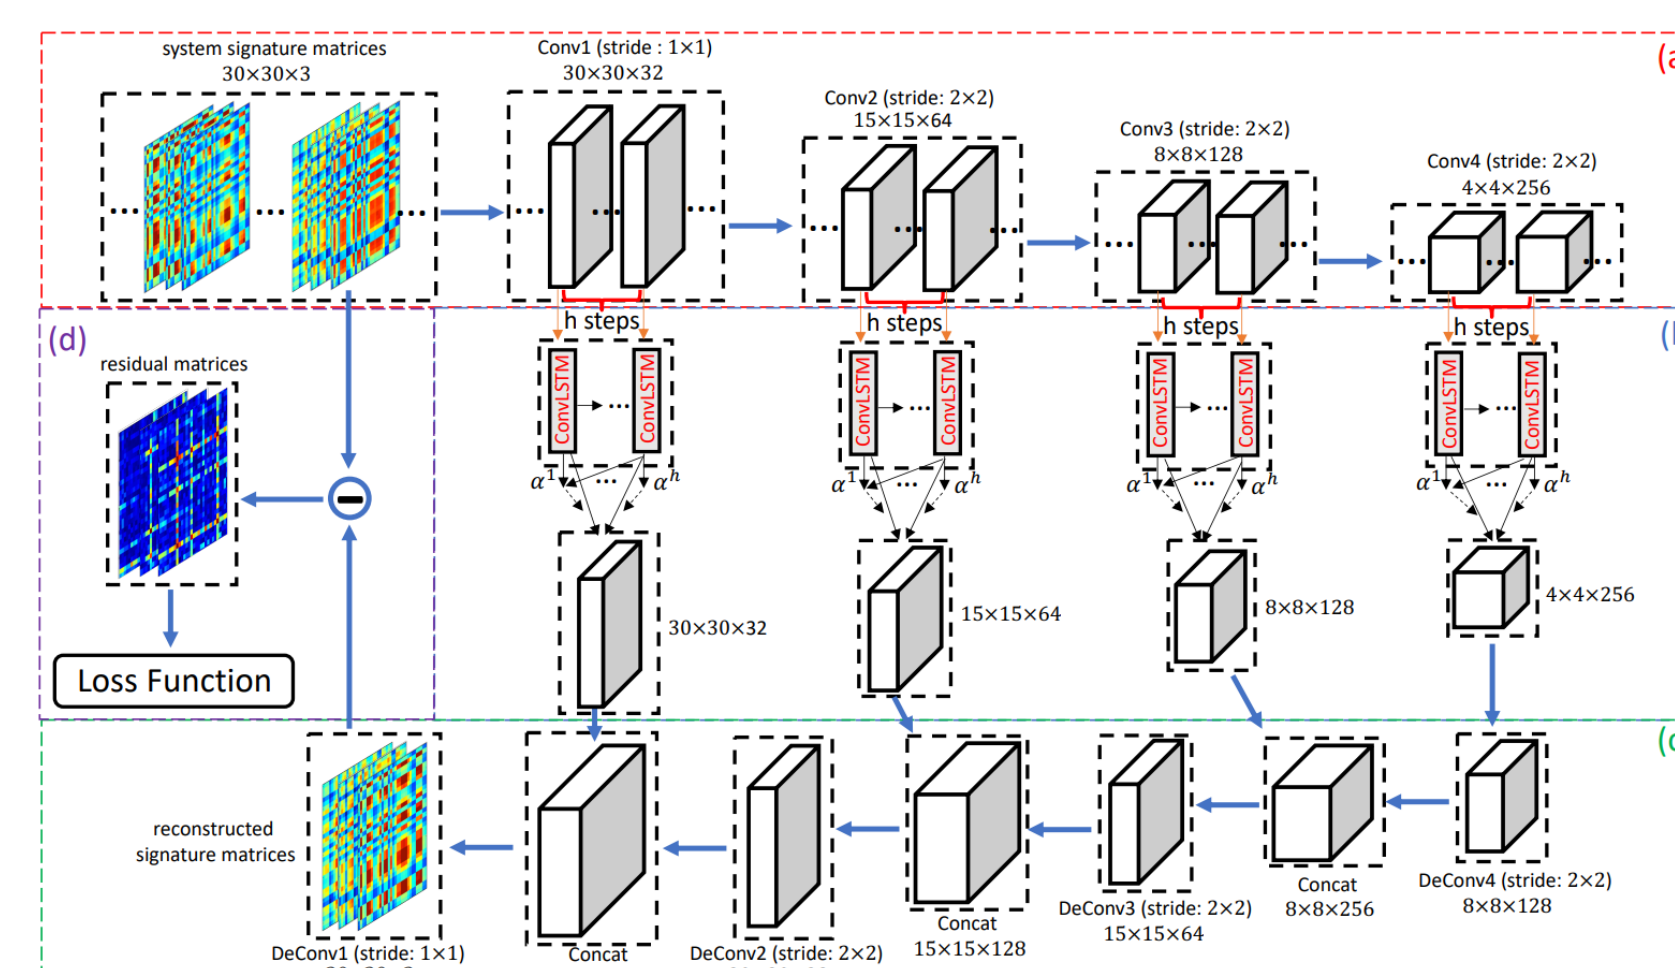 system signature matrices
30×30×3
Conv1 (stride : 1×1)
30×30×32
Conv2 (stride: 2×2)
15×15×64
Conv3 (stride: 2×2)
8×8×128
Conv4 (stride: 2×2)
4×4×256
h steps
h steps
h steps
h steps
(d)
residual matrices
ConvLSTM
ConvLSTM
ConvLSTM
ConvLSTM
ConvLSTM
ConvLSTM
ConvLSTM
ConvLSTM
α¹ ... αʰ
α¹ ... αʰ
α¹ ... αʰ
α¹ ... αʰ
30×30×32
15×15×64
8×8×128
4×4×256
Loss Function
reconstructed
signature matrices
DeConv1 (stride: 1×1)
Concat
DeConv2 (stride: 2×2)
Concat
15×15×128
DeConv3 (stride: 2×2)
15×15×64
Concat
8×8×256
DeConv4 (stride: 2×2)
8×8×128